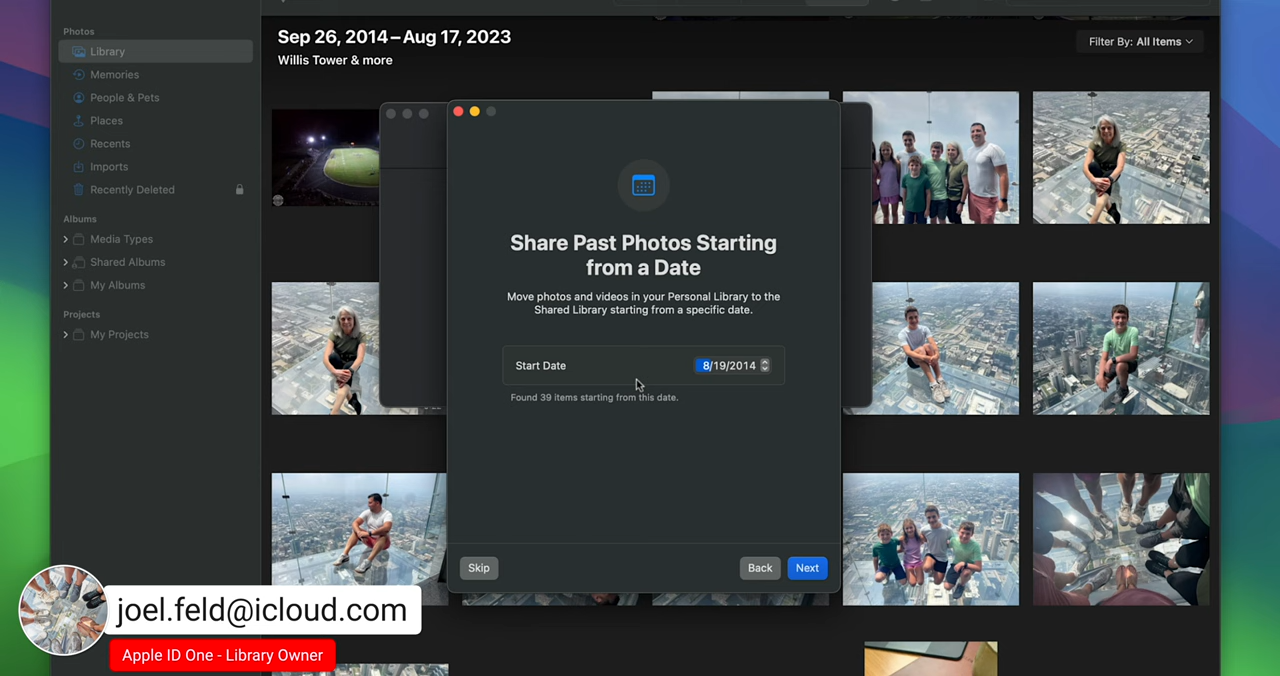 Photos
Library
Memories
People & Pets
Places
Recents
Imports
Recently Deleted
Albums
Media Types
Shared Albums
My Albums
Projects
My Projects
Sep 26, 2014 – Aug 17, 2023
Willis Tower & more
Filter By: All Items
Share Past Photos Starting
from a Date
Move photos and videos in your Personal Library to the
Shared Library starting from a specific date.
Start Date 8/19/2014
Found 39 items starting from this date.
Skip
Back
Next
joel.feld@icloud.com
Apple ID One - Library Owner